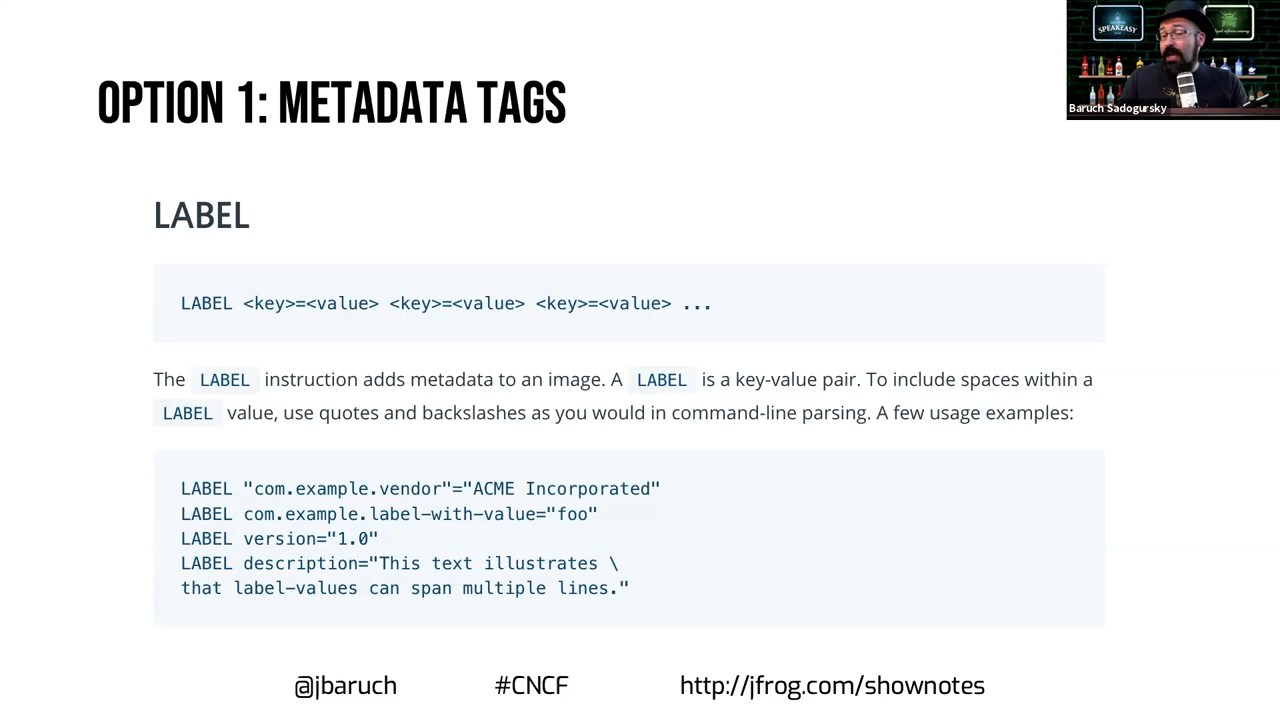 OPTION 1: METADATA TAGS
SPEAKEASY
Baruch Sadogursky
LABEL
LABEL <key>=<value> <key>=<value> <key>=<value> ...
The LABEL instruction adds metadata to an image. A LABEL is a key-value pair. To include spaces within a
LABEL value, use quotes and backslashes as you would in command-line parsing. A few usage examples:
LABEL "com.example.vendor"="ACME Incorporated"
LABEL com.example.label-with-value="foo"
LABEL version="1.0"
LABEL description="This text illustrates \
that label-values can span multiple lines."
@jbaruch #CNCF http://jfrog.com/shownotes